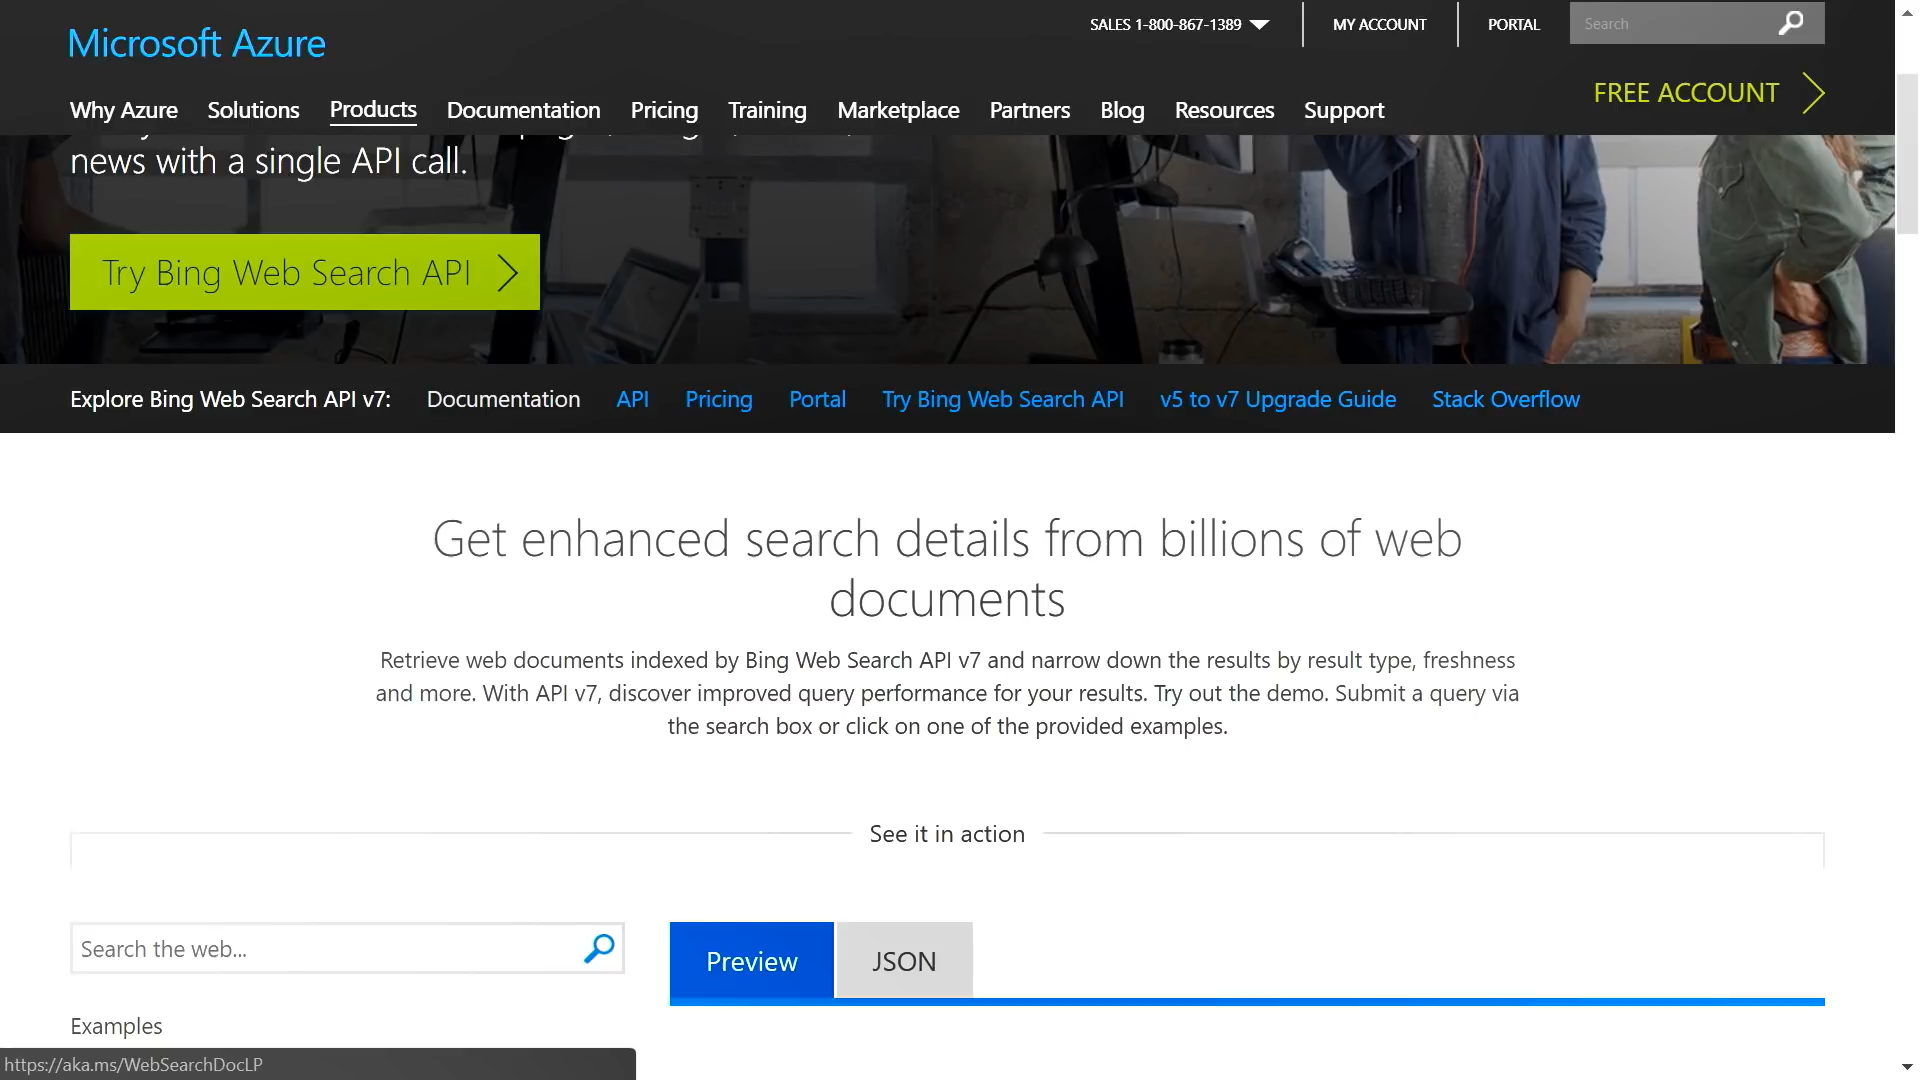 SALES 1-800-867-1389
MY ACCOUNT
PORTAL
Search
Microsoft Azure
FREE ACCOUNT
Why Azure
Solutions
Products
Documentation
Pricing
Training
Marketplace
Partners
Blog
Resources
Support
news with a single API call.
Try Bing Web Search API
Explore Bing Web Search API v7:
Documentation
API
Pricing
Portal
Try Bing Web Search API
v5 to v7 Upgrade Guide
Stack Overflow
Get enhanced search details from billions of web
documents
Retrieve web documents indexed by Bing Web Search API v7 and narrow down the results by result type, freshness
and more. With API v7, discover improved query performance for your results. Try out the demo. Submit a query via
the search box or click on one of the provided examples.
See it in action
Search the web...
Preview
JSON
Examples
https://aka.ms/WebSearchDocLP